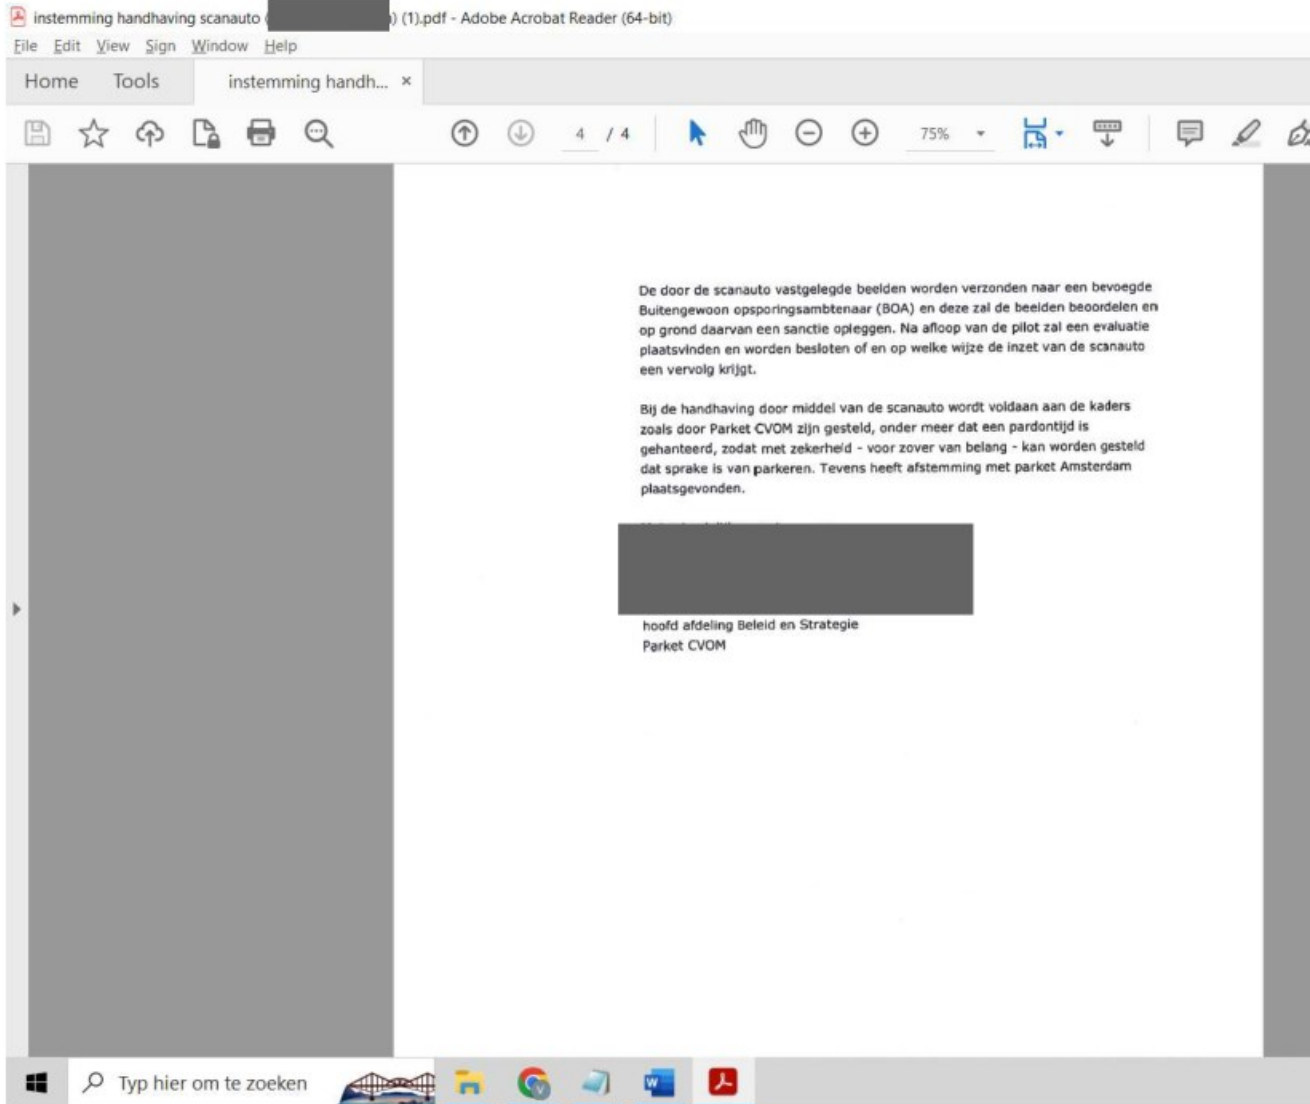 instemming handhaving scanauto ( ) (1).pdf - Adobe Acrobat Reader (64-bit)
File Edit View Sign Window Help
Home Tools instemming handh... ×
4 / 4 75%
De door de scanauto vastgelegde beelden worden verzonden naar een bevoegde
Buitengewoon opsporingsambtenaar (BOA) en deze zal de beelden beoordelen en
op grond daarvan een sanctie opleggen. Na afloop van de pilot zal een evaluatie
plaatsvinden en worden besloten of en op welke wijze de inzet van de scanauto
een vervolg krijgt.
Bij de handhaving door middel van de scanauto wordt voldaan aan de kaders
zoals door Parket CVOM zijn gesteld, onder meer dat een pardontijd is
gehanteerd, zodat met zekerheid - voor zover van belang - kan worden gesteld
dat sprake is van parkeren. Tevens heeft afstemming met parket Amsterdam
plaatsgevonden.
hoofd afdeling Beleid en Strategie
Parket CVOM
Typ hier om te zoeken